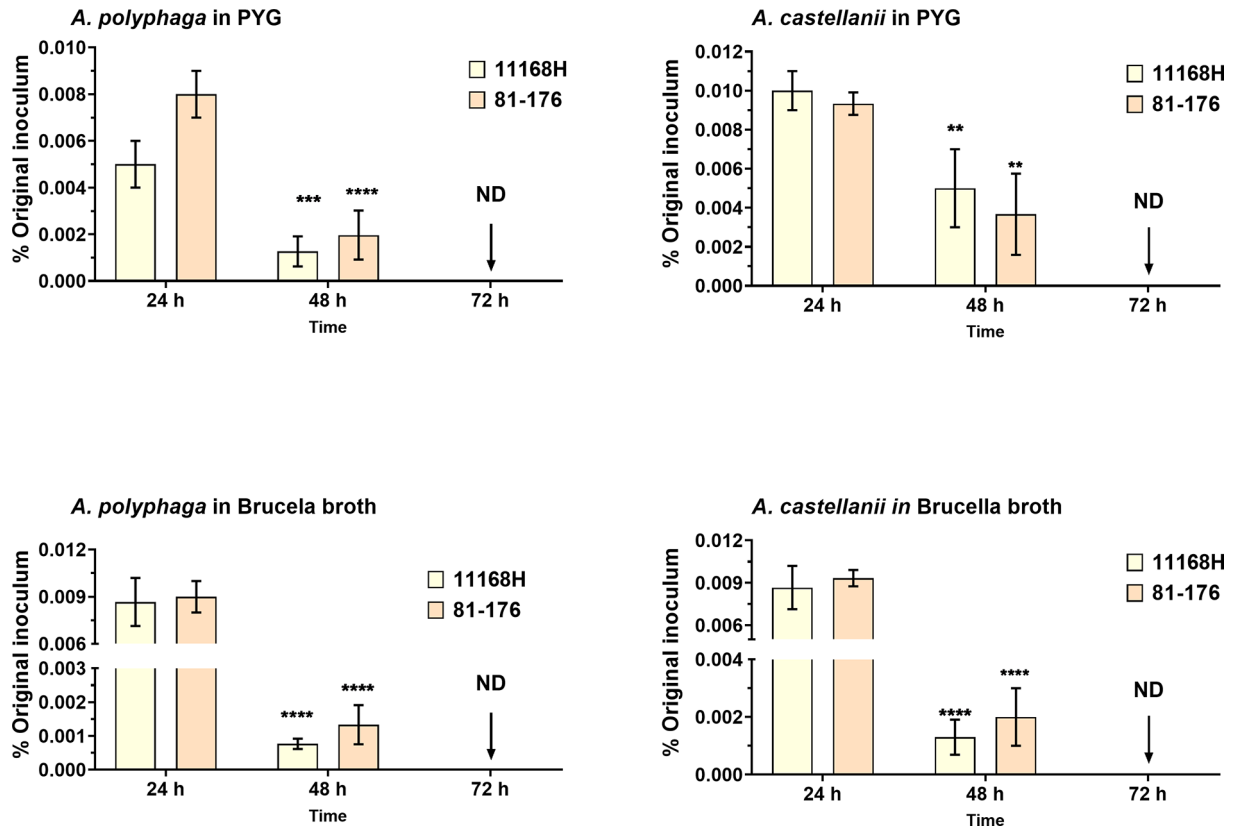 A. polyphaga in PYG
% Original inoculum
0.010
0.008
0.006
0.004
0.002
0.000
11168H
81-176
***
****
ND
24 h
48 h
72 h
Time
A. castellanii in PYG
% Original inoculum
0.012
0.010
0.008
0.006
0.004
0.002
0.000
11168H
81-176
**
**
ND
24 h
48 h
72 h
Time
A. polyphaga in Brucela broth
% Original inoculum
0.012
0.009
0.006
0.003
0.002
0.001
0.000
11168H
81-176
****
****
ND
24 h
48 h
72 h
Time
A. castellanii in Brucella broth
% Original inoculum
0.012
0.009
0.006
0.004
0.002
0.000
11168H
81-176
****
****
ND
24 h
48 h
72 h
Time